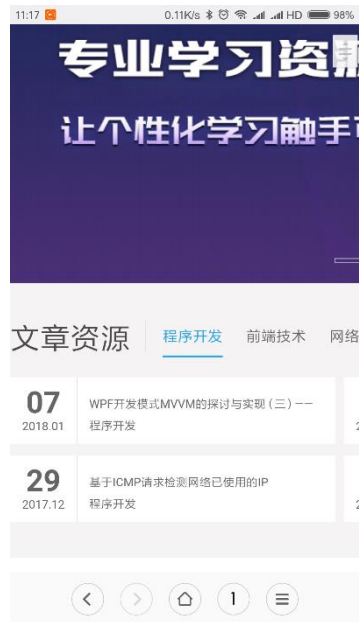 11:17 0.11K/s HD 98%
专业学习资
让个性化学习触手
文章资源 程序开发 前端技术 网络
07 WPF开发模式MVVM的探讨与实现(三)——
2018.01 程序开发
29 基于ICMP请求检测网络已使用的IP
2017.12 程序开发
1